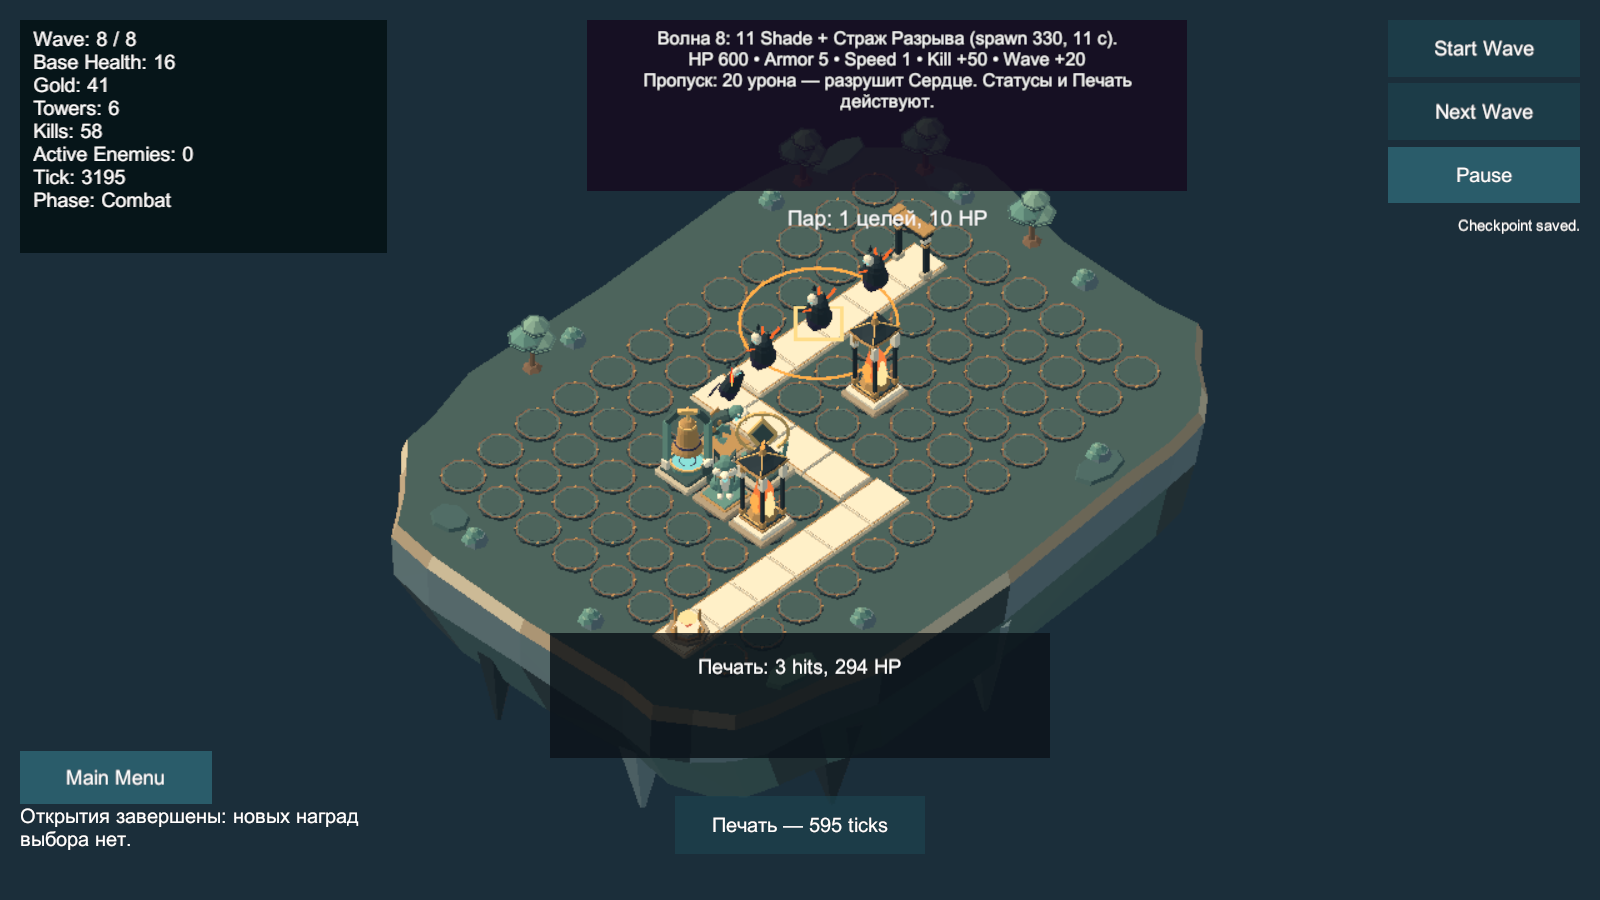 Wave: 8 / 8
Base Health: 16
Gold: 41
Towers: 6
Kills: 58
Active Enemies: 0
Tick: 3195
Phase: Combat
Волна 8: 11 Shade + Страж Разрыва (spawn 330, 11 с).
HP 600 • Armor 5 • Speed 1 • Kill +50 • Wave +20
Пропуск: 20 урона — разрушит Сердце. Статусы и Печать
действуют.
Start Wave
Next Wave
Pause
Checkpoint saved.
Пар: 1 целей, 10 HP
Печать: 3 hits, 294 HP
Main Menu
Открытия завершены: новых наград
выбора нет.
Печать — 595 ticks